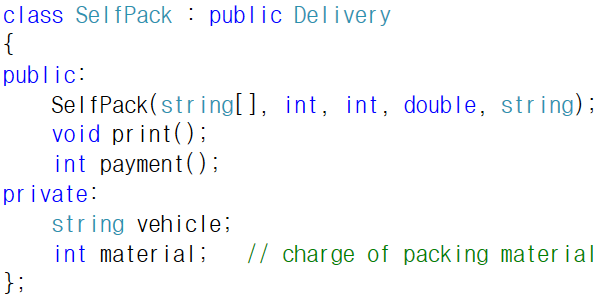 class SelfPack : public Delivery
{
public:
    SelfPack(string[], int, int, double, string);
    void print();
    int payment();
private:
    string vehicle;
    int material;   // charge of packing material
};